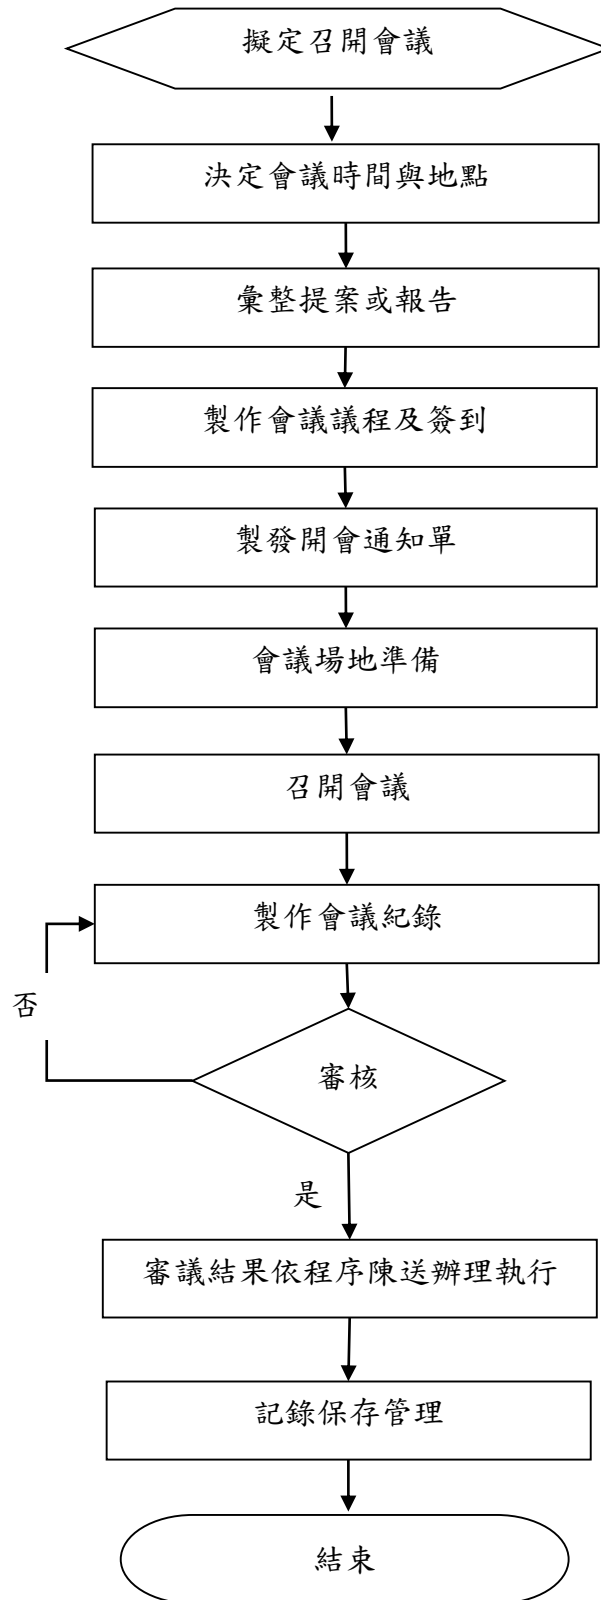 擬定召開會議
決定會議時間與地點
彙整提案或報告
製作會議議程及簽到
製發開會通知單
會議場地準備
召開會議
製作會議紀錄
否
審核
是
審議結果依程序陳送辦理執行
記錄保存管理
結束